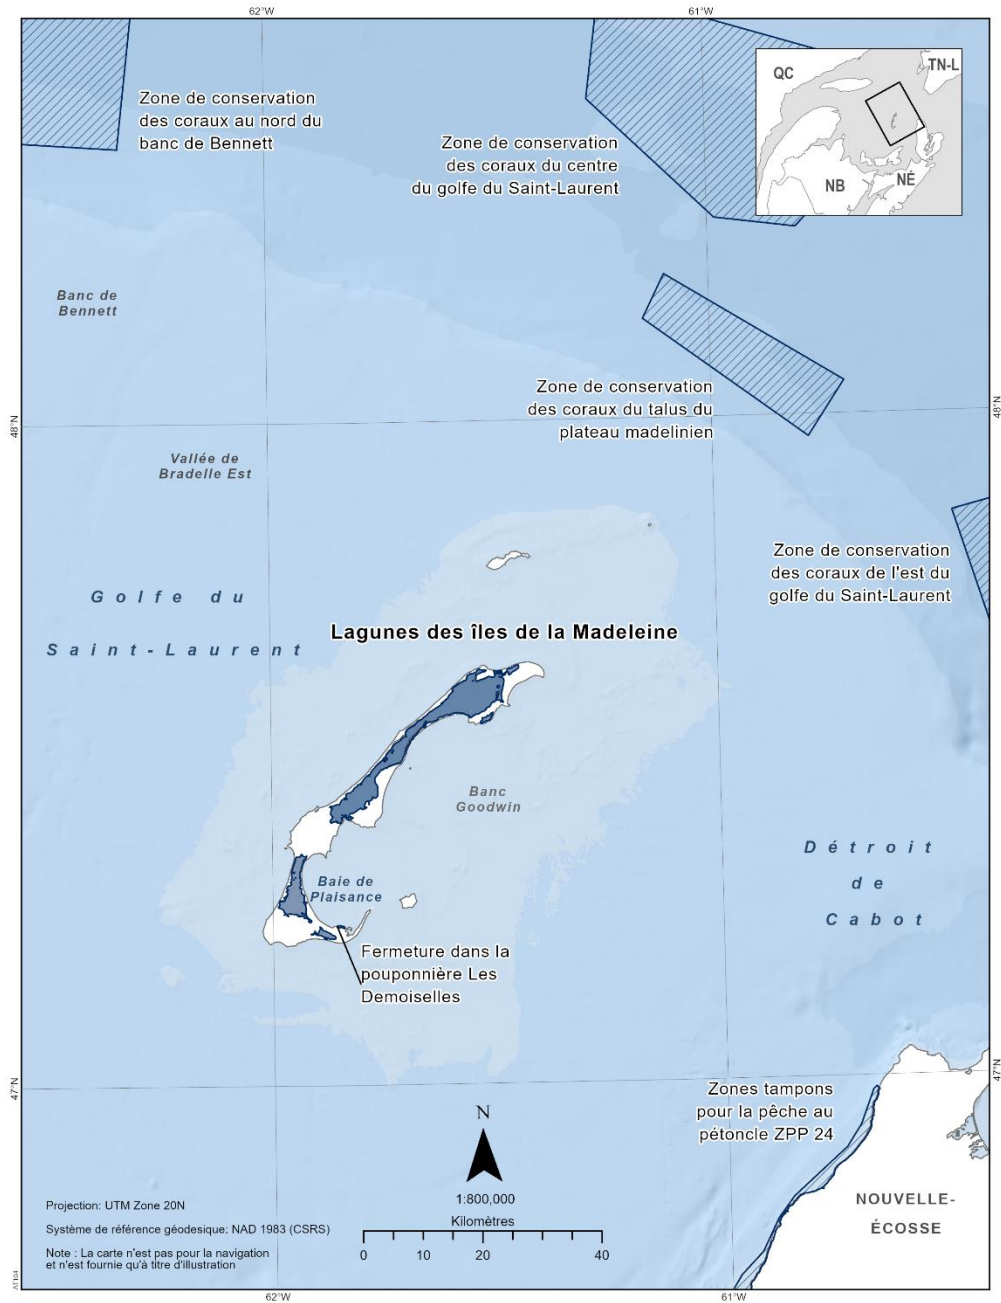 62°W
61°W
QC
TN-L
NB
NÉ
Zone de conservation
des coraux au nord du
banc de Bennett
Zone de conservation
des coraux du centre
du golfe du Saint-Laurent
Banc de
Bennett
Zone de conservation
des coraux du talus du
plateau madelinien
48°N
48°N
Vallée de
Bradelle Est
Zone de conservation
des coraux de l'est du
golfe du Saint-Laurent
Golfe du
Saint-Laurent
Lagunes des îles de la Madeleine
Banc
Goodwin
Détroit
de
Cabot
Baie de
Plaisance
Fermeture dans la
pouponnière Les
Demoiselles
47°N
47°N
Zones tampons
pour la pêche au
pétoncle ZPP 24
N
1:800,000
Kilomètres
0 10 20 40
NOUVELLE-
ÉCOSSE
Projection: UTM Zone 20N
Système de référence géodesique: NAD 1983 (CSRS)
Note : La carte n'est pas pour la navigation
et n'est fournie qu'à titre d'illustration
62°W
61°W